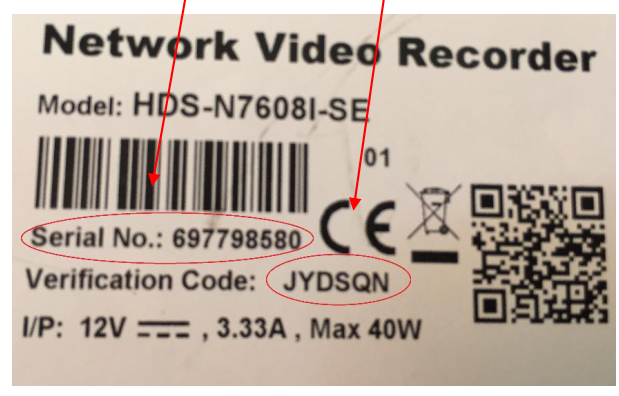 Network Video Recorder
Model: HDS-N7608I-SE
01
Serial No.: 697798580
CE
Verification Code: JYDSQN
I/P: 12V ⎓ , 3.33A , Max 40W